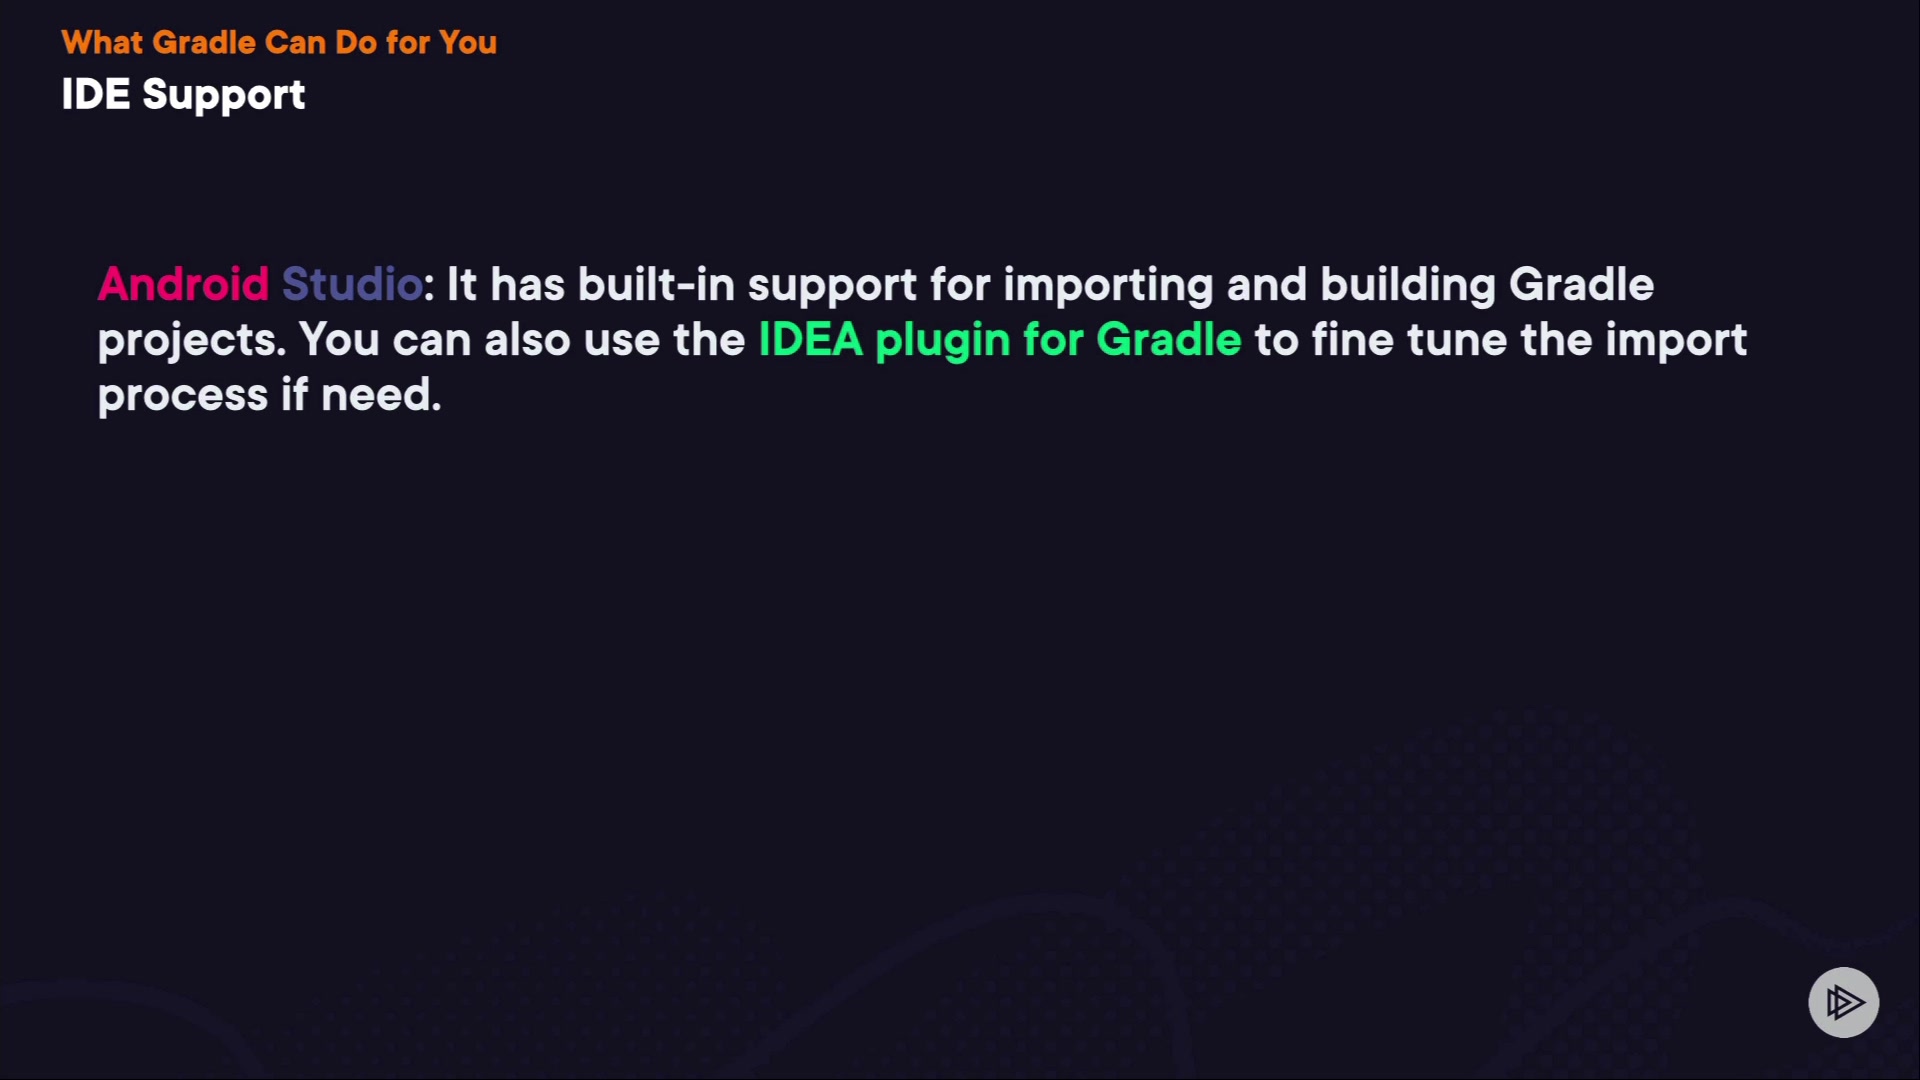 What Gradle Can Do for You
IDE Support
Android Studio: It has built-in support for importing and building Gradle
projects. You can also use the IDEA plugin for Gradle to fine tune the import
process if need.